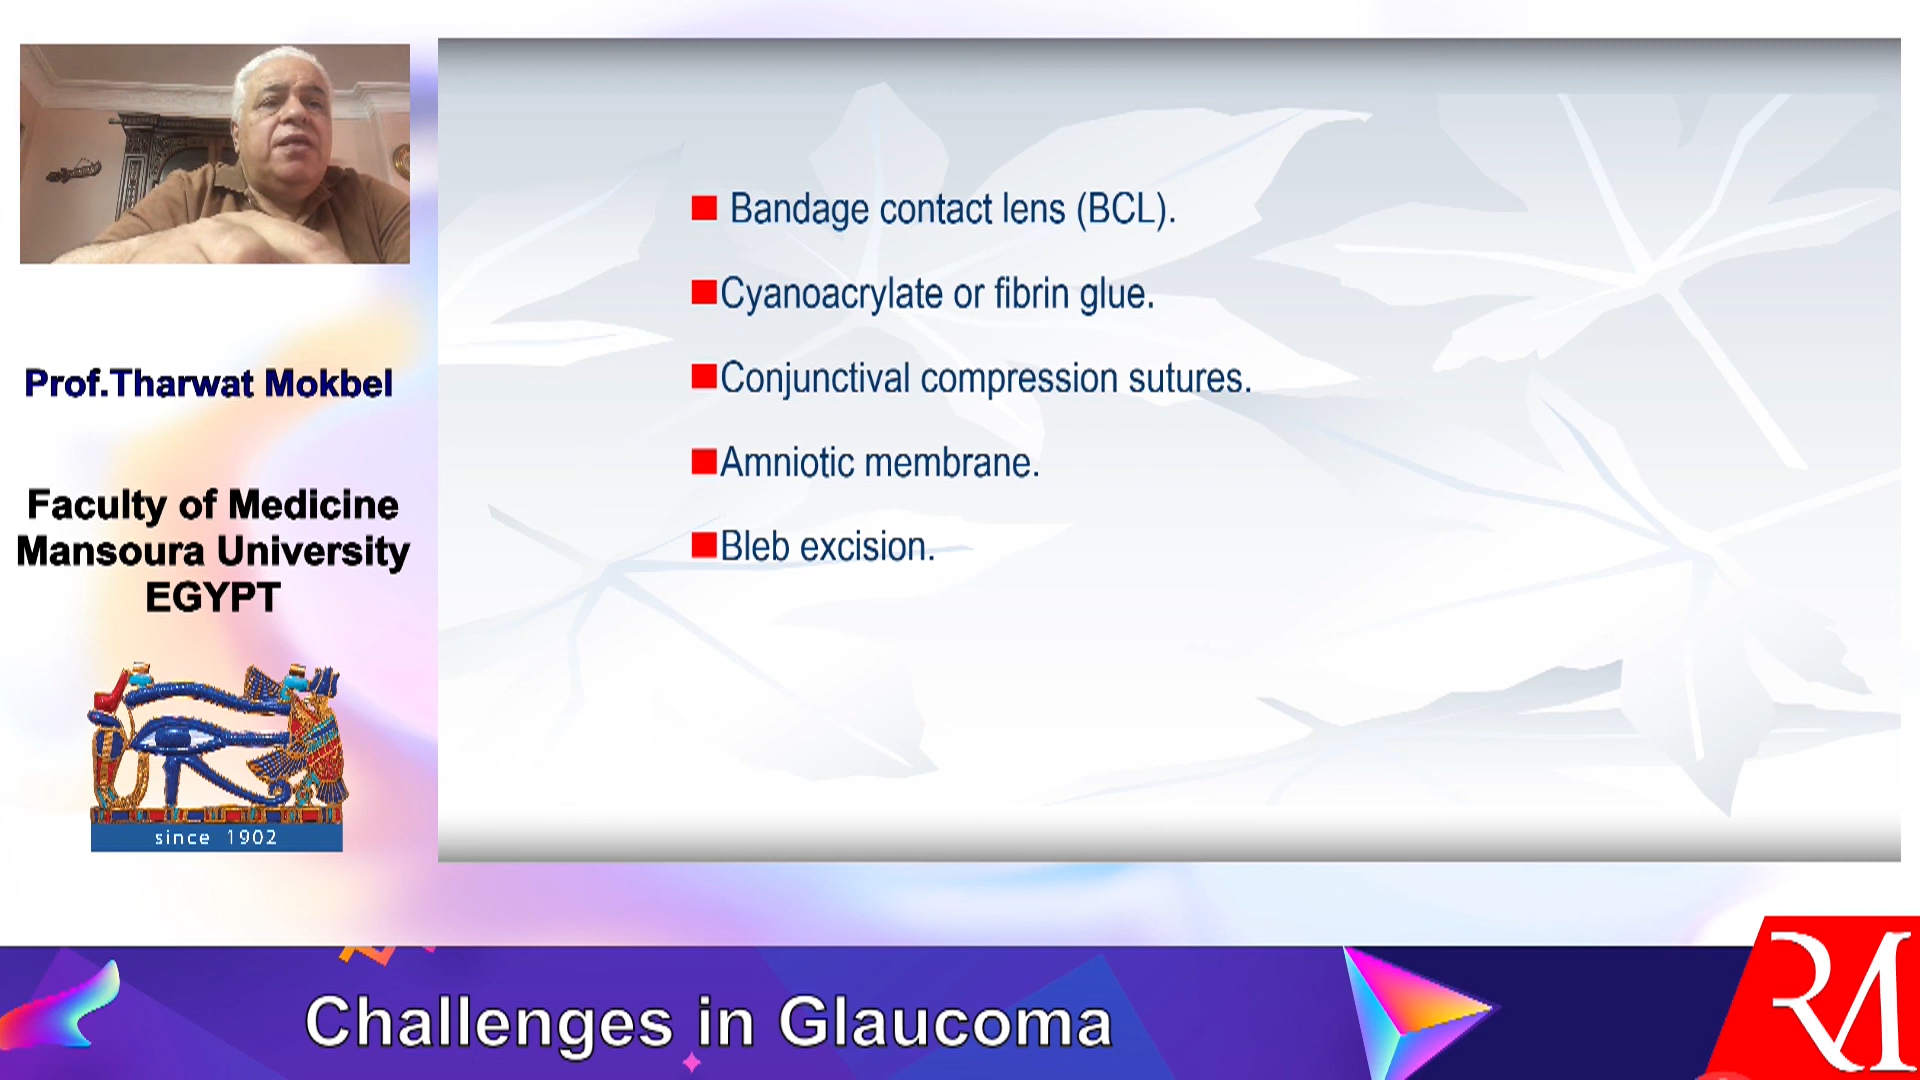 Prof.Tharwat Mokbel
Faculty of Medicine
Mansoura University
EGYPT
since 1902
Bandage contact lens (BCL).
Cyanoacrylate or fibrin glue.
Conjunctival compression sutures.
Amniotic membrane.
Bleb excision.
Challenges in Glaucoma
RM